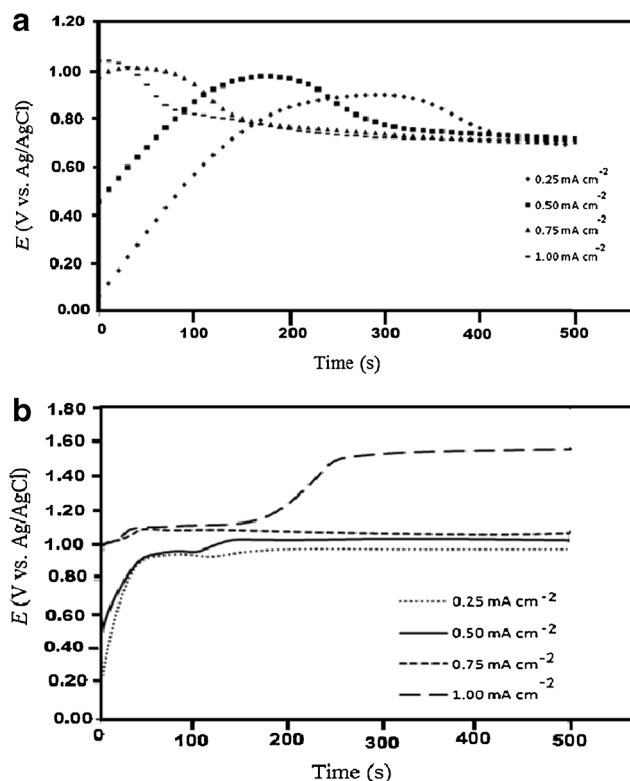 a
1.20
1.00
0.80
0.60
0.40
0.20
0.00
E (V vs. Ag/AgCl)
0.25 mA cm⁻²
0.50 mA cm⁻²
0.75 mA cm⁻²
1.00 mA cm⁻²
0 100 200 300 400 500
Time (s)
b
1.80
1.60
1.40
1.20
1.00
0.80
0.60
0.40
0.20
0.00
E (V vs. Ag/AgCl)
0.25 mA cm⁻²
0.50 mA cm⁻²
0.75 mA cm⁻²
1.00 mA cm⁻²
0 100 200 300 400 500
Time (s)